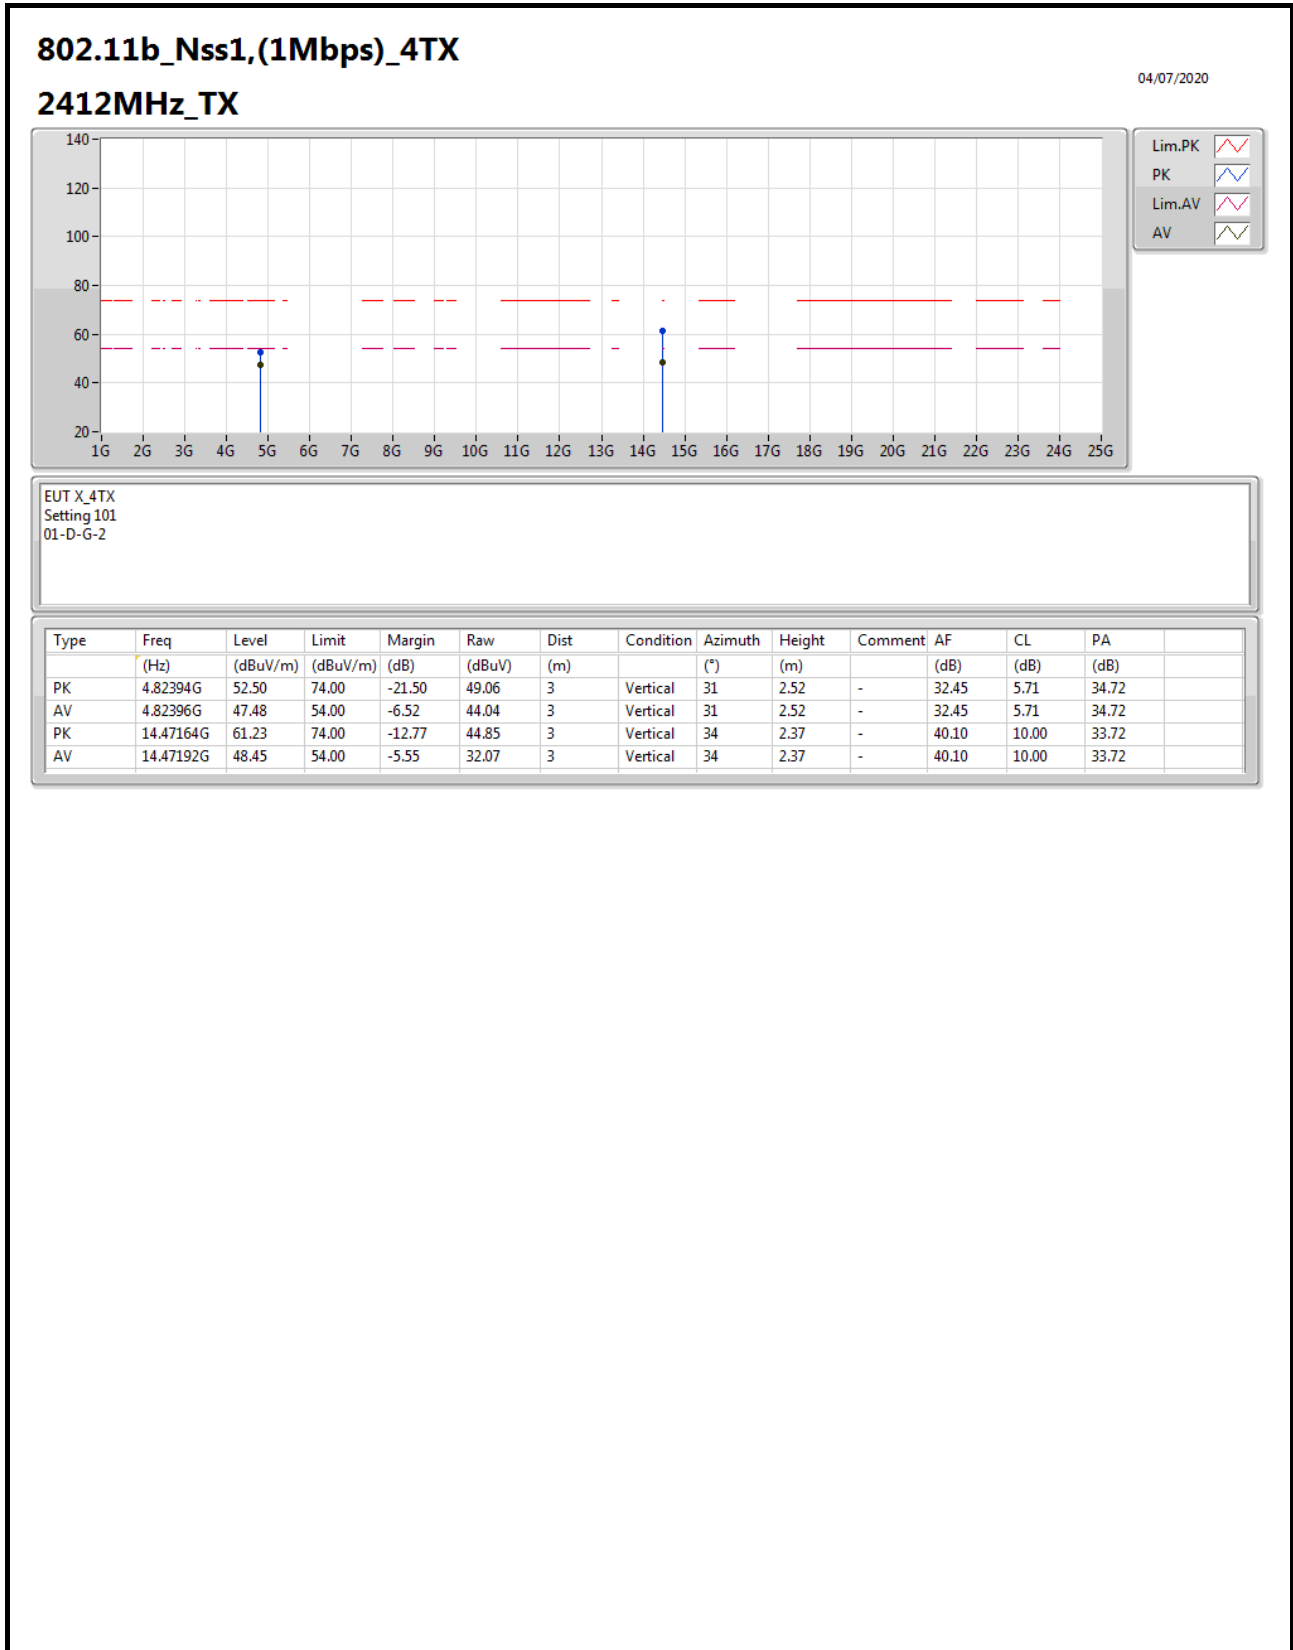 802.11b_Nss1,(1Mbps)_4TX
04/07/2020
2412MHz_TX
140
120
100
80
60
40
20
1G 2G 3G 4G 5G 6G 7G 8G 9G 10G 11G 12G 13G 14G 15G 16G 17G 18G 19G 20G 21G 22G 23G 24G 25G
Lim.PK
PK
Lim.AV
AV
EUT X_4TX
Setting 101
01-D-G-2
Type Freq Level Limit Margin Raw Dist Condition Azimuth Height Comment AF CL PA
(Hz) (dBuV/m) (dBuV/m) (dB) (dBuV) (m) (°) (m) (dB) (dB) (dB)
PK 4.82394G 52.50 74.00 -21.50 49.06 3 Vertical 31 2.52 - 32.45 5.71 34.72
AV 4.82396G 47.48 54.00 -6.52 44.04 3 Vertical 31 2.52 - 32.45 5.71 34.72
PK 14.47164G 61.23 74.00 -12.77 44.85 3 Vertical 34 2.37 - 40.10 10.00 33.72
AV 14.47192G 48.45 54.00 -5.55 32.07 3 Vertical 34 2.37 - 40.10 10.00 33.72